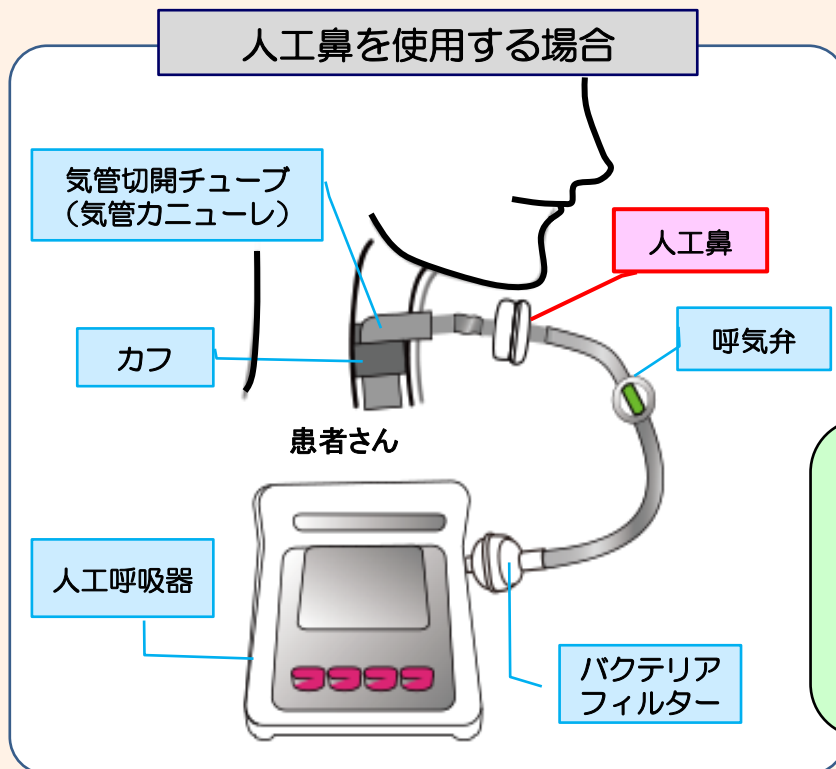 人工鼻を使用する場合
気管切開チューブ
（気管カニューレ）
人工鼻
呼気弁
カフ
患者さん
人工呼吸器
バクテリア
フィルター